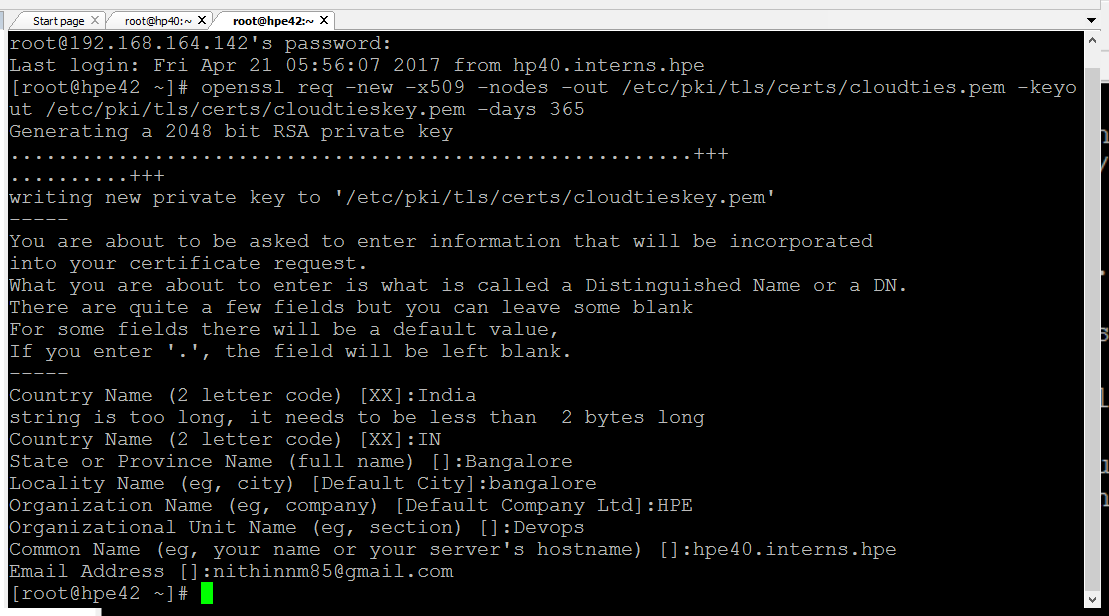 Start page
root@hp40:~
root@hpe42:~
root@192.168.164.142's password:
Last login: Fri Apr 21 05:56:07 2017 from hp40.interns.hpe
[root@hpe42 ~]# openssl req -new -x509 -nodes -out /etc/pki/tls/certs/cloudties.pem -keyo
ut /etc/pki/tls/certs/cloudtieskey.pem -days 365
Generating a 2048 bit RSA private key
.........................................................+++
..........+++
writing new private key to '/etc/pki/tls/certs/cloudtieskey.pem'
-----
You are about to be asked to enter information that will be incorporated
into your certificate request.
What you are about to enter is what is called a Distinguished Name or a DN.
There are quite a few fields but you can leave some blank
For some fields there will be a default value,
If you enter '.', the field will be left blank.
-----
Country Name (2 letter code) [XX]:India
string is too long, it needs to be less than  2 bytes long
Country Name (2 letter code) [XX]:IN
State or Province Name (full name) []:Bangalore
Locality Name (eg, city) [Default City]:bangalore
Organization Name (eg, company) [Default Company Ltd]:HPE
Organizational Unit Name (eg, section) []:Devops
Common Name (eg, your name or your server's hostname) []:hpe40.interns.hpe
Email Address []:nithinnm85@gmail.com
[root@hpe42 ~]#